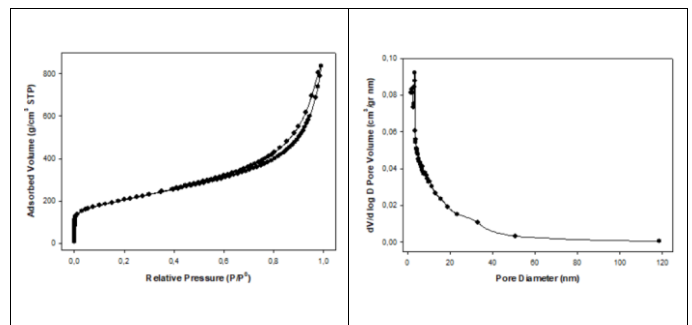 800
600
400
200
0
Adsorbed Volume (g/cm³ STP)
0,0 0,2 0,4 0,6 0,8 1,0
Relative Pressure (P/P⁰)
0,10
0,08
0,06
0,04
0,02
0,00
dV/d log D Pore Volume (cm³/gr nm)
0 20 40 60 80 100 120
Pore Diameter (nm)